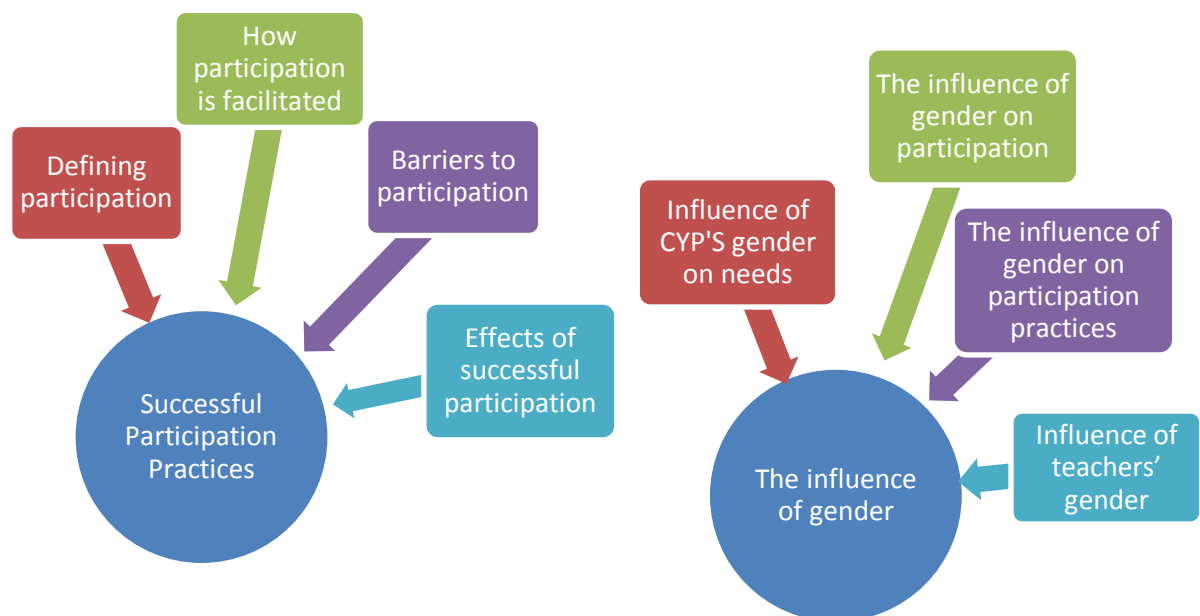 How
participation
is facilitated
Defining
participation
Barriers to
participation
Effects of
successful
participation
Successful
Participation
Practices
The influence of
gender on
participation
Influence of
CYP'S gender
on needs
The influence of
gender on
participation
practices
Influence of
teachers’
gender
The influence
of gender